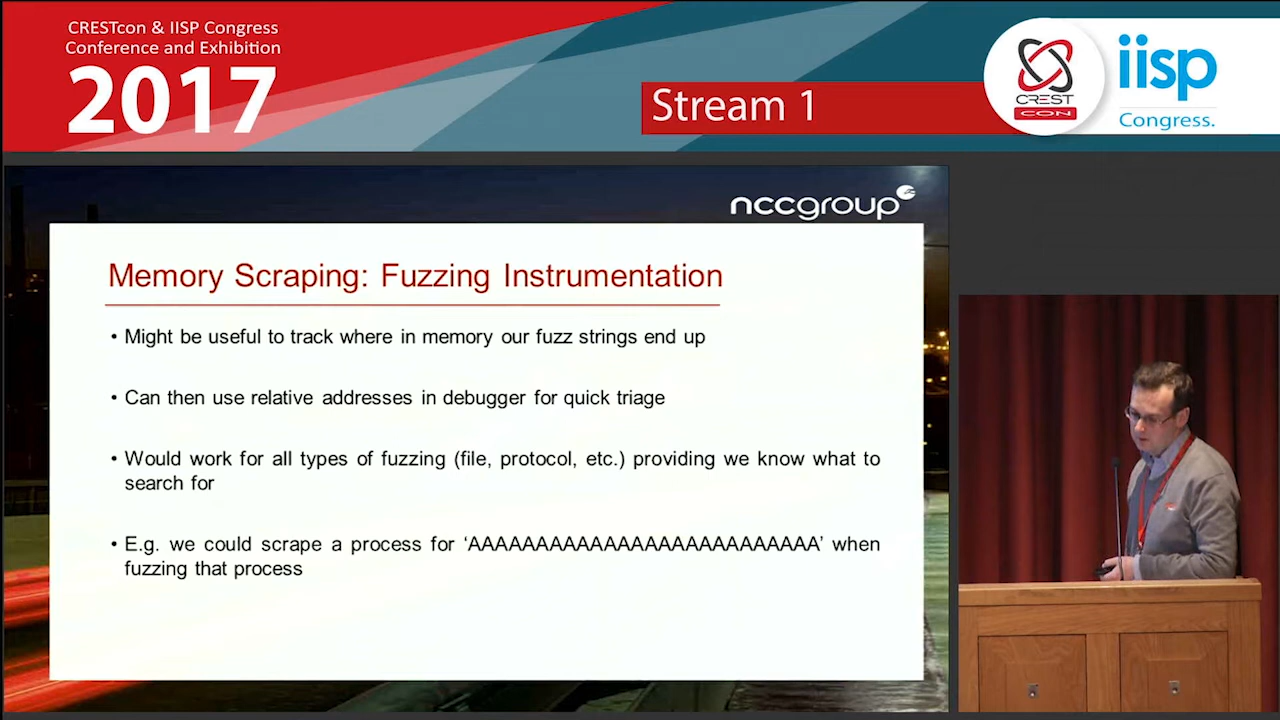 CRESTcon & IISP Congress
Conference and Exhibition
2017
Stream 1
CREST
CON
iisp
Congress.
nccgroup
Memory Scraping: Fuzzing Instrumentation
• Might be useful to track where in memory our fuzz strings end up
• Can then use relative addresses in debugger for quick triage
• Would work for all types of fuzzing (file, protocol, etc.) providing we know what to
search for
• E.g. we could scrape a process for ‘AAAAAAAAAAAAAAAAAAAAAAAAAA’ when
fuzzing that process